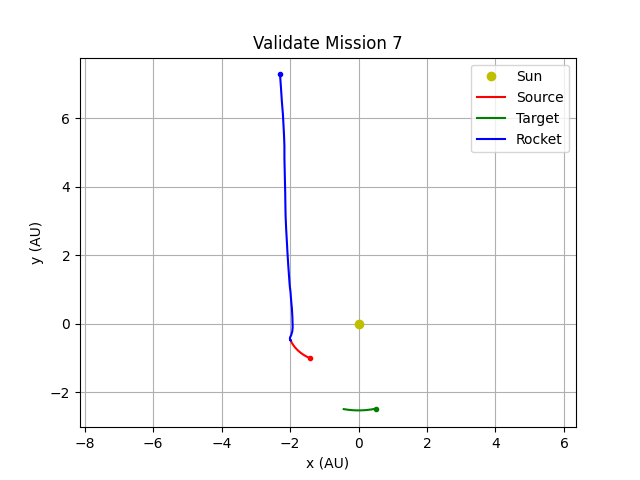 Validate Mission 7
Sun
Source
Target
Rocket
y (AU)
6
4
2
0
−2
−8
−6
−4
−2
0
2
4
6
x (AU)